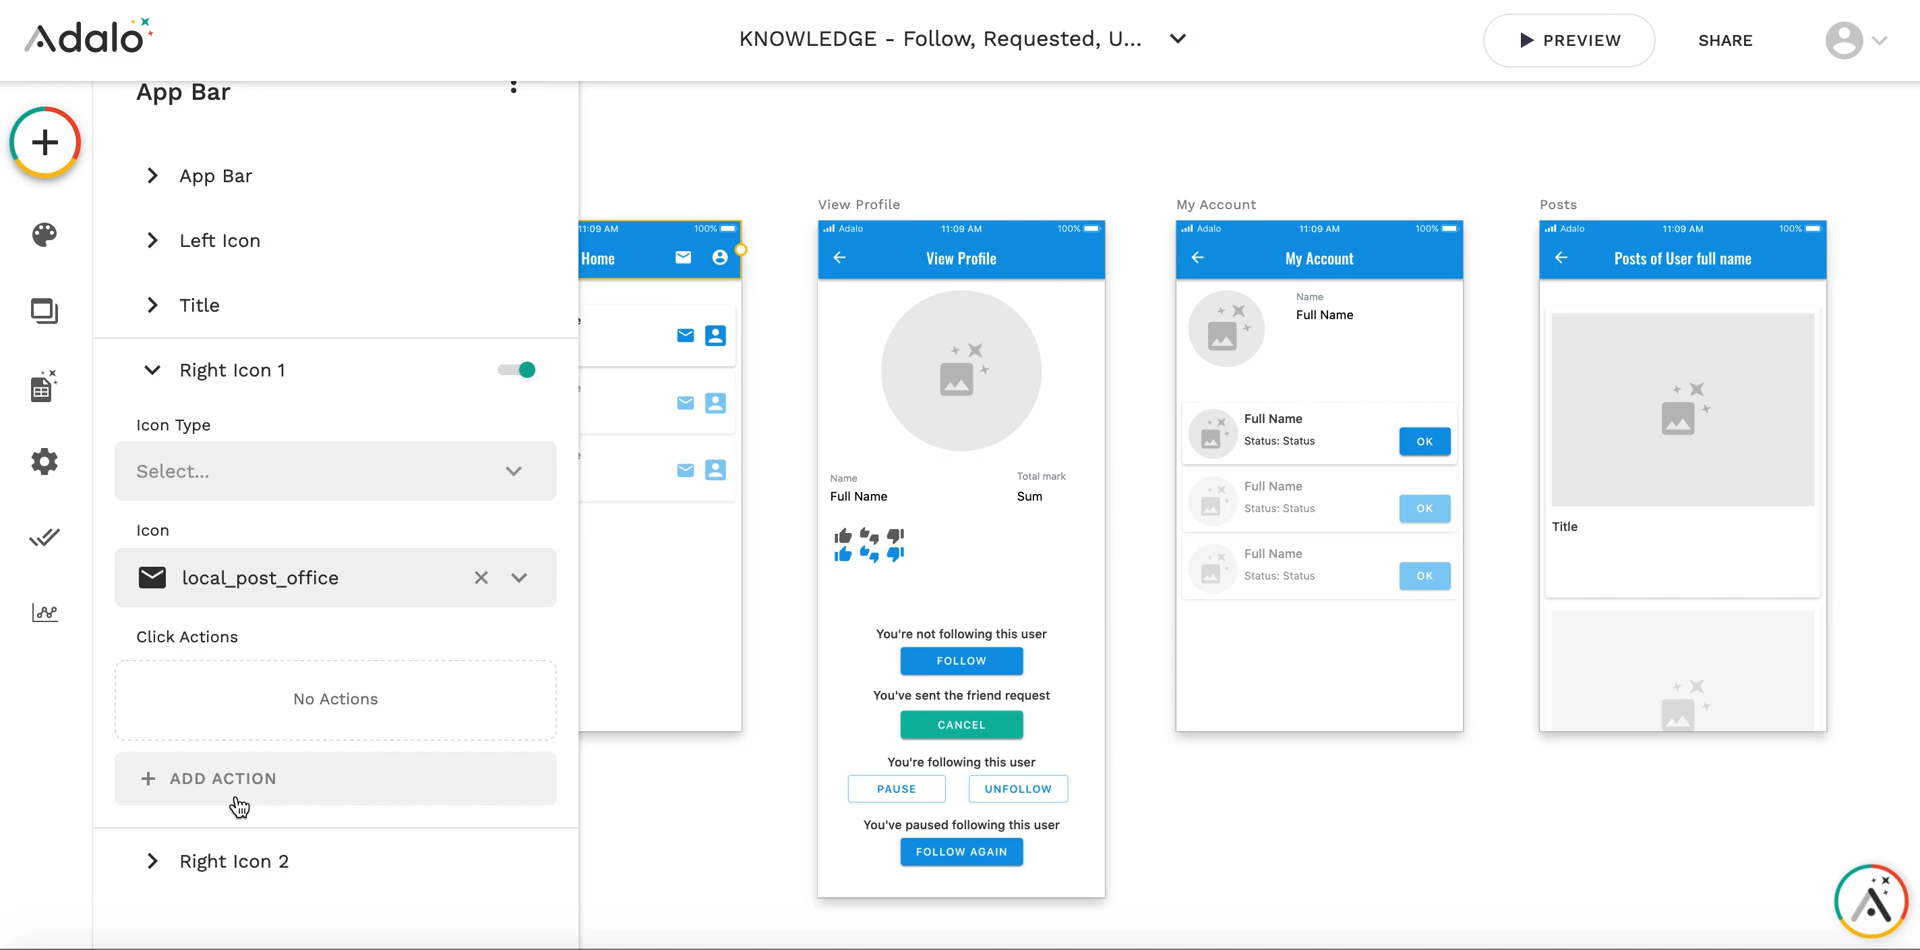 Adalo
KNOWLEDGE - Follow, Requested, U...
PREVIEW
SHARE
App Bar
App Bar
Left Icon
Title
Right Icon 1
Icon Type
Select...
Icon
local_post_office
Click Actions
No Actions
+ ADD ACTION
Right Icon 2
11:09 AM
100%
Home
View Profile
Adalo
11:09 AM
100%
View Profile
Name
Full Name
Total mark
Sum
You're not following this user
FOLLOW
You've sent the friend request
CANCEL
You're following this user
PAUSE
UNFOLLOW
You've paused following this user
FOLLOW AGAIN
My Account
Adalo
11:09 AM
100%
My Account
Name
Full Name
Full Name
Status: Status
OK
Full Name
Status: Status
OK
Full Name
Status: Status
OK
Posts
Adalo
11:09 AM
100%
Posts of User full name
Title